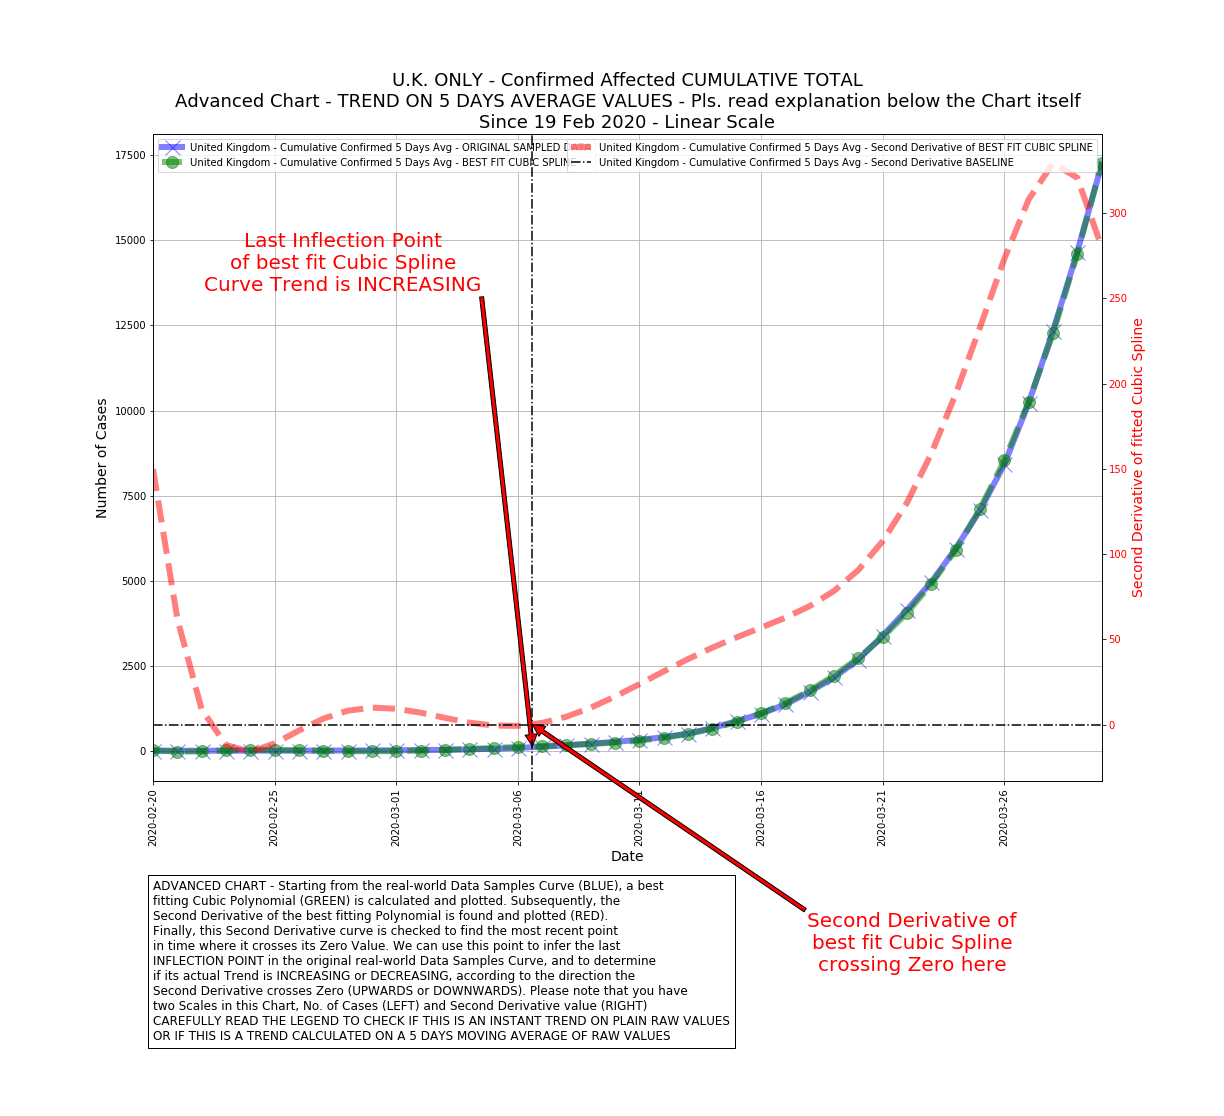 U.K. ONLY - Confirmed Affected CUMULATIVE TOTAL
Advanced Chart - TREND ON 5 DAYS AVERAGE VALUES - Pls. read explanation below the Chart itself
Since 19 Feb 2020 - Linear Scale
United Kingdom - Cumulative Confirmed 5 Days Avg - ORIGINAL SAMPLED DATA
United Kingdom - Cumulative Confirmed 5 Days Avg - BEST FIT CUBIC SPLINE
United Kingdom - Cumulative Confirmed 5 Days Avg - Second Derivative of BEST FIT CUBIC SPLINE
United Kingdom - Cumulative Confirmed 5 Days Avg - Second Derivative BASELINE
Last Inflection Point
of best fit Cubic Spline
Curve Trend is INCREASING
Number of Cases
17500
15000
12500
10000
7500
5000
2500
0
300
250
200
150
100
50
0
Second Derivative of fitted Cubic Spline
2020-02-20
2020-02-25
2020-03-01
2020-03-06
2020-03-11
2020-03-16
2020-03-21
2020-03-26
Date
Second Derivative of
best fit Cubic Spline
crossing Zero here
ADVANCED CHART - Starting from the real-world Data Samples Curve (BLUE), a best
fitting Cubic Polynomial (GREEN) is calculated and plotted. Subsequently, the
Second Derivative of the best fitting Polynomial is found and plotted (RED).
Finally, this Second Derivative curve is checked to find the most recent point
in time where it crosses its Zero Value. We can use this point to infer the last
INFLECTION POINT in the original real-world Data Samples Curve, and to determine
if its actual Trend is INCREASING or DECREASING, according to the direction the
Second Derivative crosses Zero (UPWARDS or DOWNWARDS). Please note that you have
two Scales in this Chart, No. of Cases (LEFT) and Second Derivative value (RIGHT)
CAREFULLY READ THE LEGEND TO CHECK IF THIS IS AN INSTANT TREND ON PLAIN RAW VALUES
OR IF THIS IS A TREND CALCULATED ON A 5 DAYS MOVING AVERAGE OF RAW VALUES